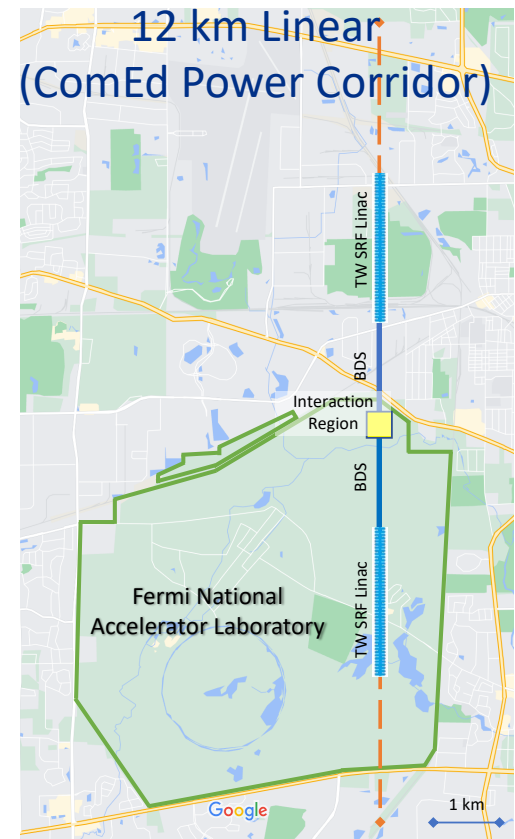 12 km Linear
(ComEd Power Corridor)
TW SRF Linac
BDS
Interaction
Region
BDS
TW SRF Linac
Fermi National
Accelerator Laboratory
Google
1 km